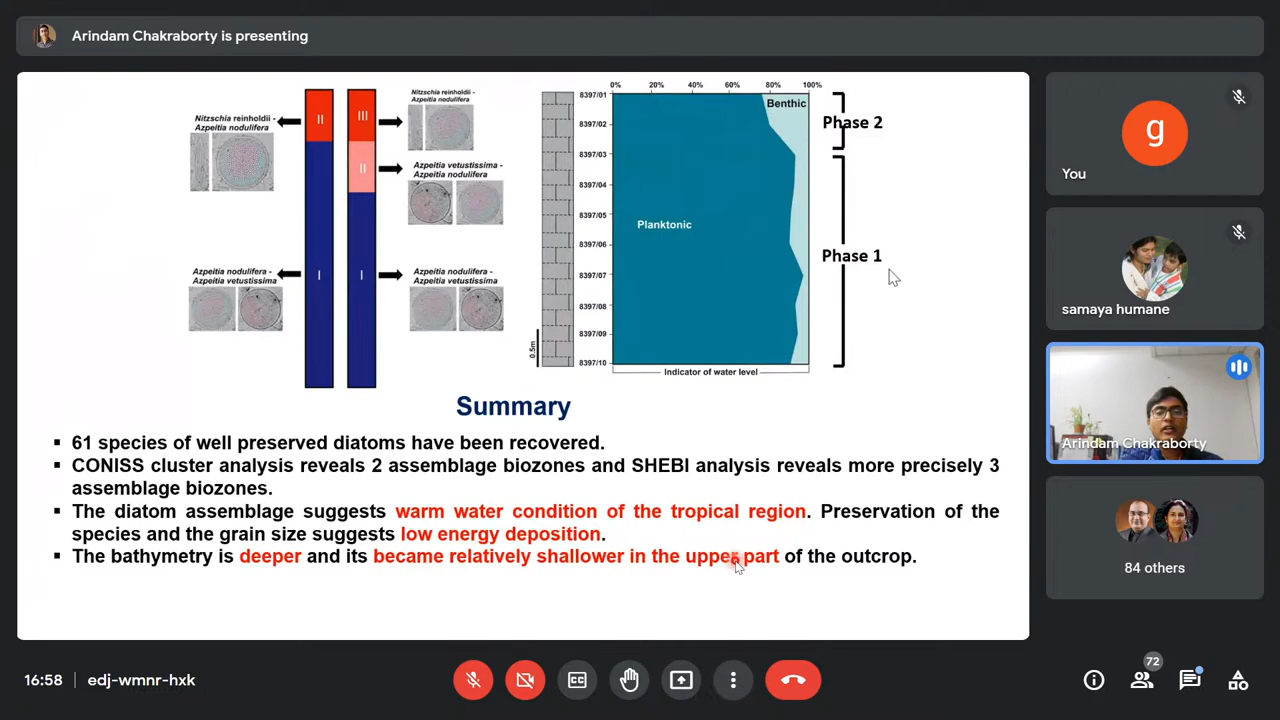 Arindam Chakraborty is presenting
Nitzschia reinholdii -
Azpeitia nodulifera
II
III
Nitzschia reinholdii -
Azpeitia nodulifera
II
Azpeitia vetustissima -
Azpeitia nodulifera
Azpeitia nodulifera -
Azpeitia vetustissima
I
I
Azpeitia nodulifera -
Azpeitia vetustissima
0% 20% 40% 60% 80% 100%
8397/01
8397/02
8397/03
8397/04
8397/05
8397/06
8397/07
8397/08
8397/09
8397/10
0.5m
Benthic
Planktonic
Indicator of water level
Phase 2
Phase 1
Summary
▪ 61 species of well preserved diatoms have been recovered.
▪ CONISS cluster analysis reveals 2 assemblage biozones and SHEBI analysis reveals more precisely 3
assemblage biozones.
▪ The diatom assemblage suggests warm water condition of the tropical region. Preservation of the
species and the grain size suggests low energy deposition.
▪ The bathymetry is deeper and its became relatively shallower in the upper part of the outcrop.
g
You
samaya humane
Arindam Chakraborty
84 others
16:58 edj-wmnr-hxk
CC
72